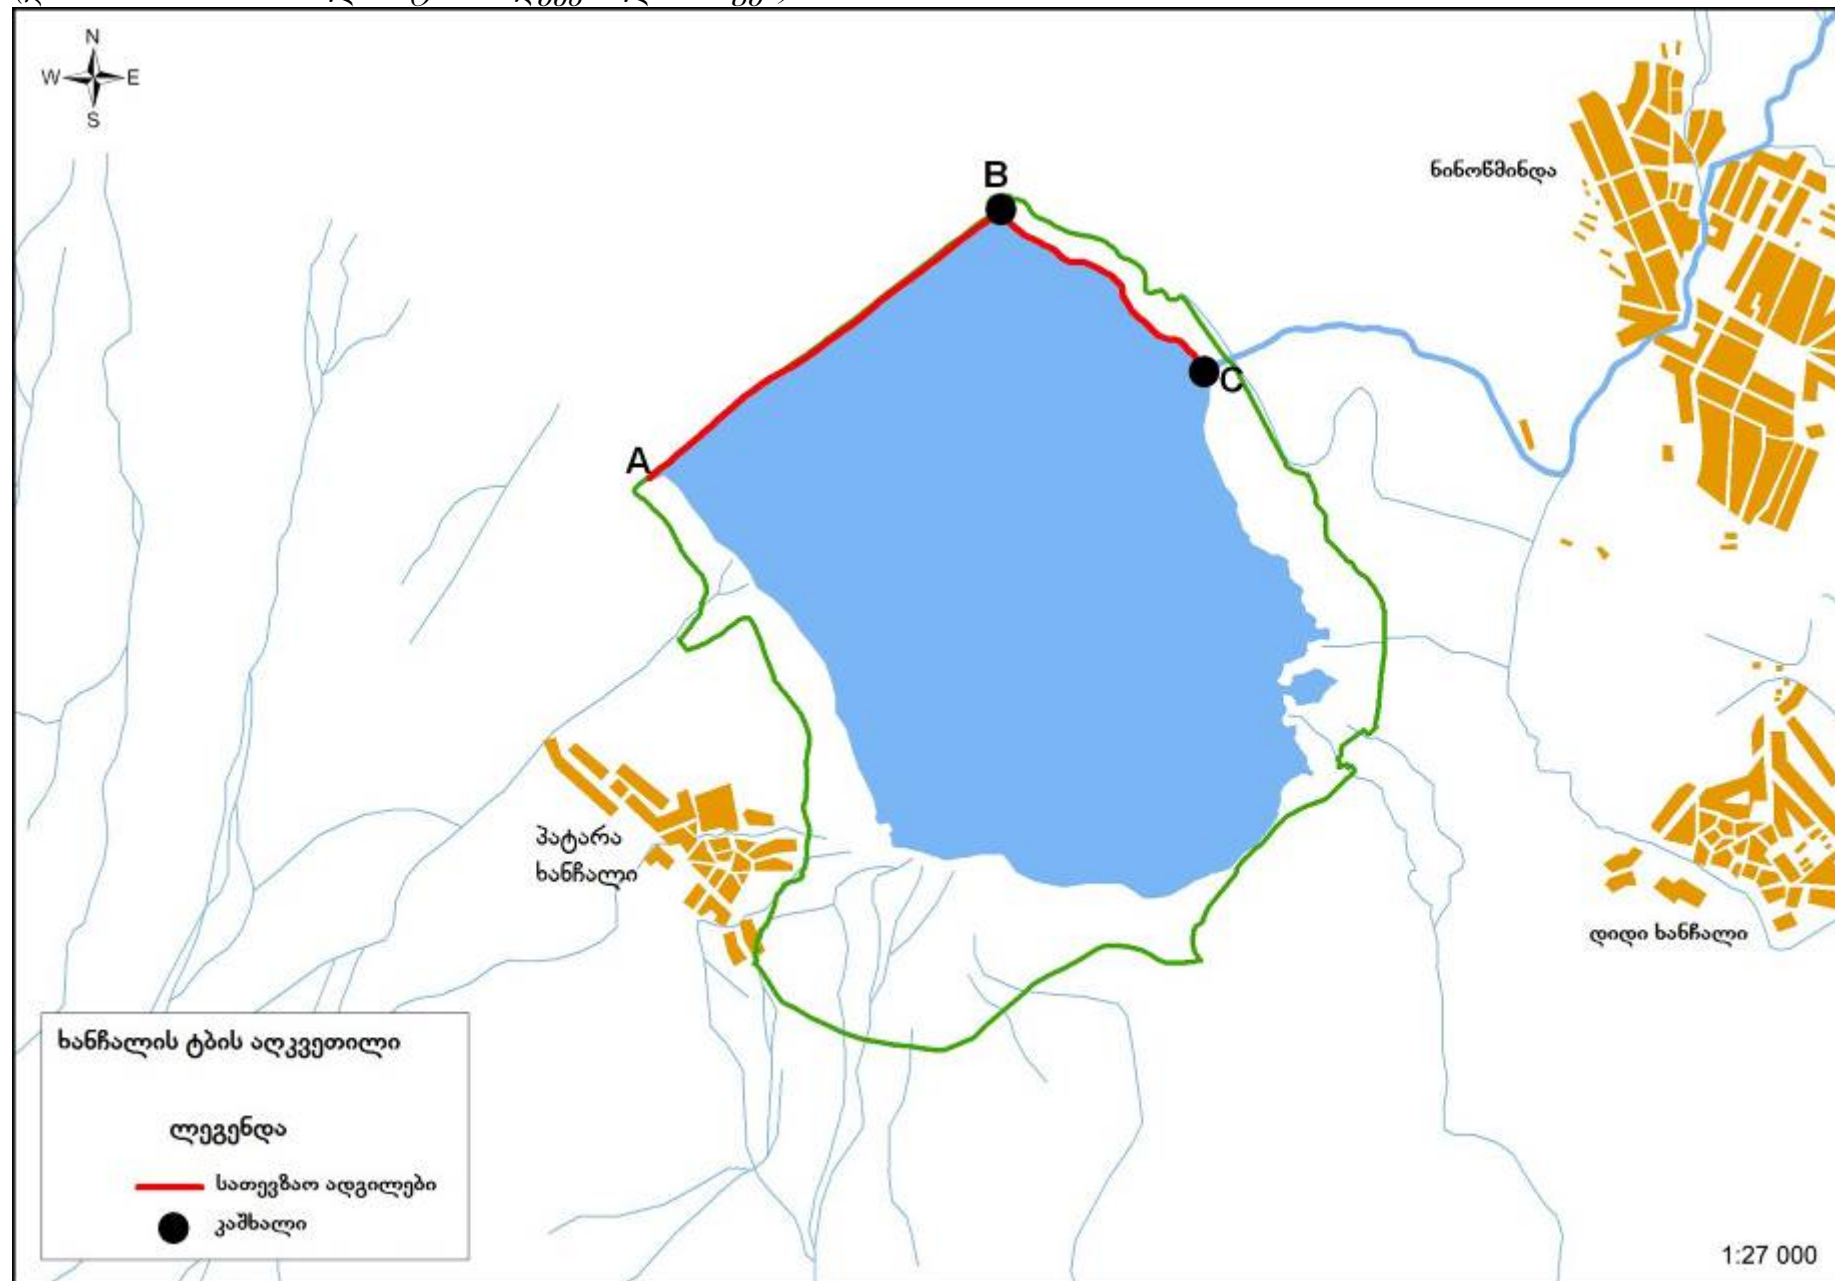 N
W E
S
B
ნინოწმინდა
C
A
პატარა
ხანჩალი
დიდი ხანჩალი
ხანჩალის ტბის აღკვეთილი
ლეგენდა
სათევზაო ადგილები
კაშხალი
1:27 000